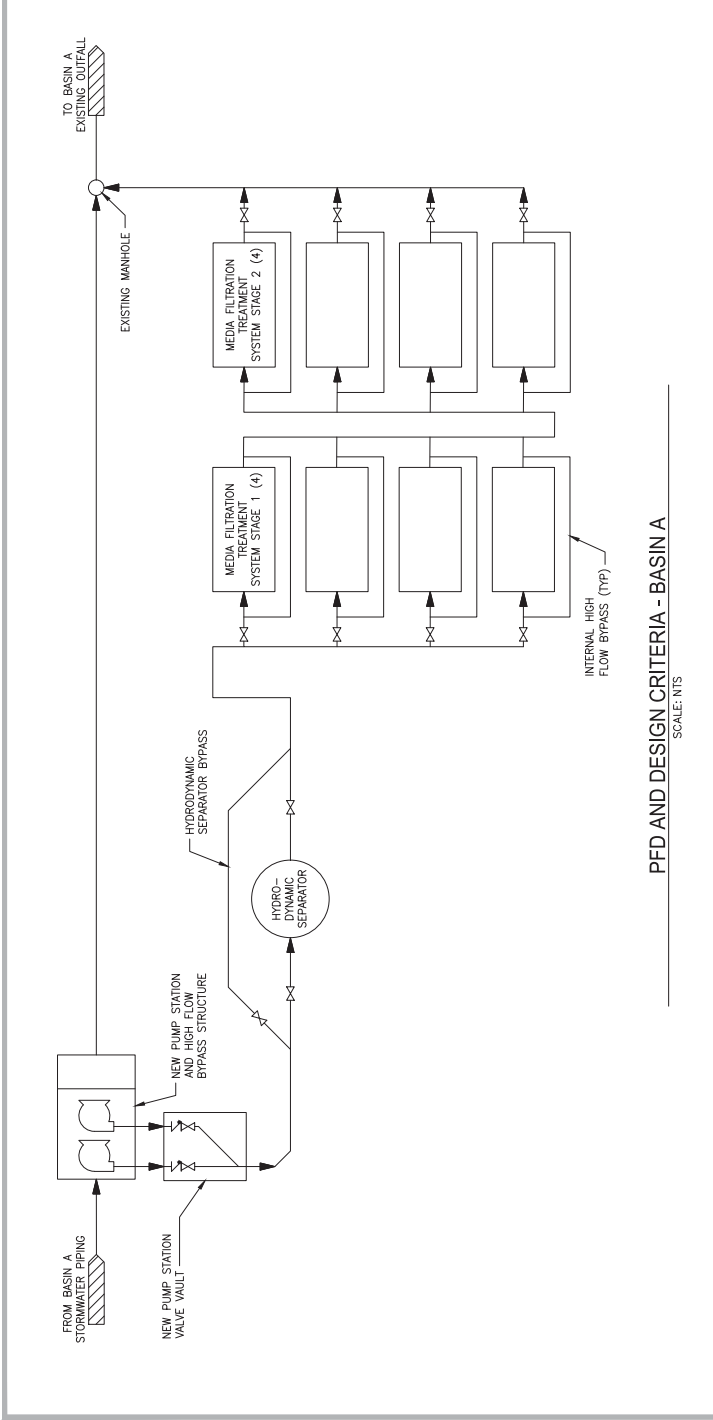 FROM BASIN A
STORMWATER PIPING
NEW PUMP STATION
VALVE VAULT
NEW PUMP STATION
AND HIGH FLOW
BYPASS STRUCTURE
HYDRO-
DYNAMIC
SEPARATOR
HYDRODYNAMIC
SEPARATOR BYPASS
MEDIA FILTRATION
TREATMENT
SYSTEM STAGE 1 (4)
MEDIA FILTRATION
TREATMENT
SYSTEM STAGE 2 (4)
INTERNAL HIGH
FLOW BYPASS (TYP)
EXISTING MANHOLE
TO BASIN A
EXISTING OUTFALL
PFD AND DESIGN CRITERIA - BASIN A
SCALE: NTS